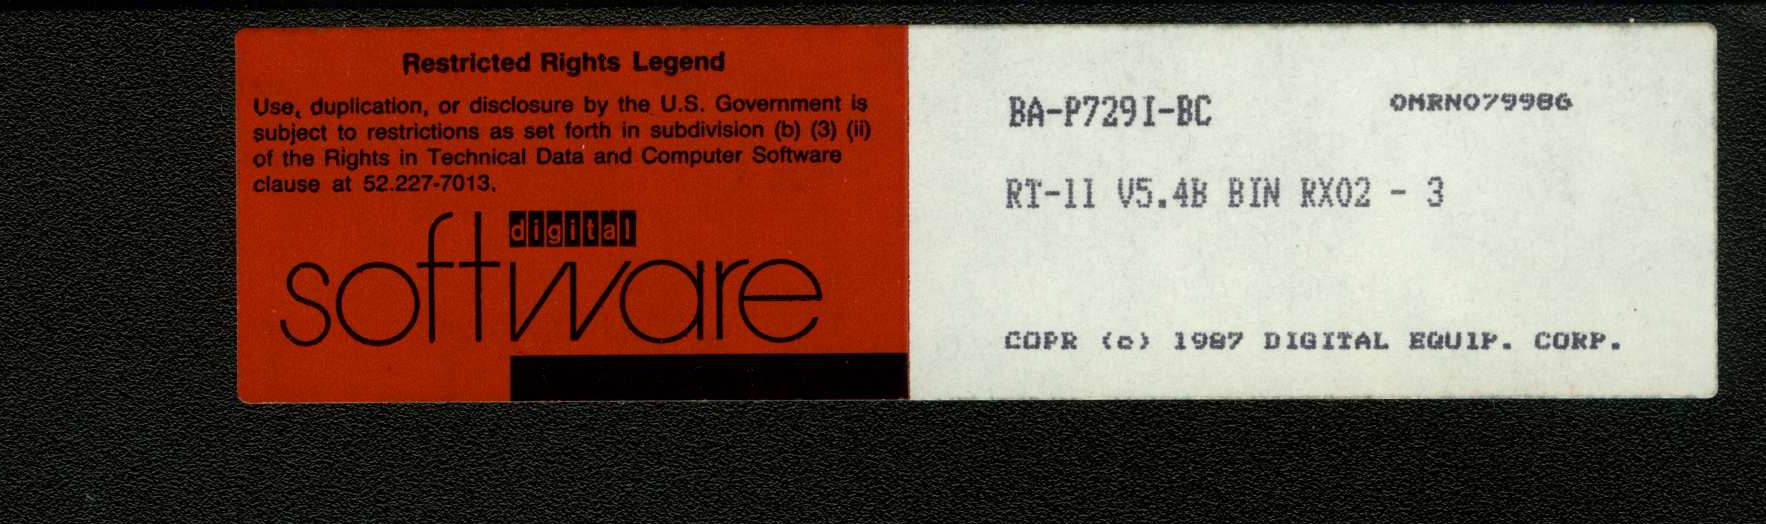 Restricted Rights Legend
Use, duplication, or disclosure by the U.S. Government is
subject to restrictions as set forth in subdivision (b) (3) (ii)
of the Rights in Technical Data and Computer Software
clause at 52.227-7013.
digital
software
BA-P729I-BC OMRNO79986
RT-11 V5.4B BIN RX02 - 3
COPR (c) 1987 DIGITAL EQUIP. CORP.